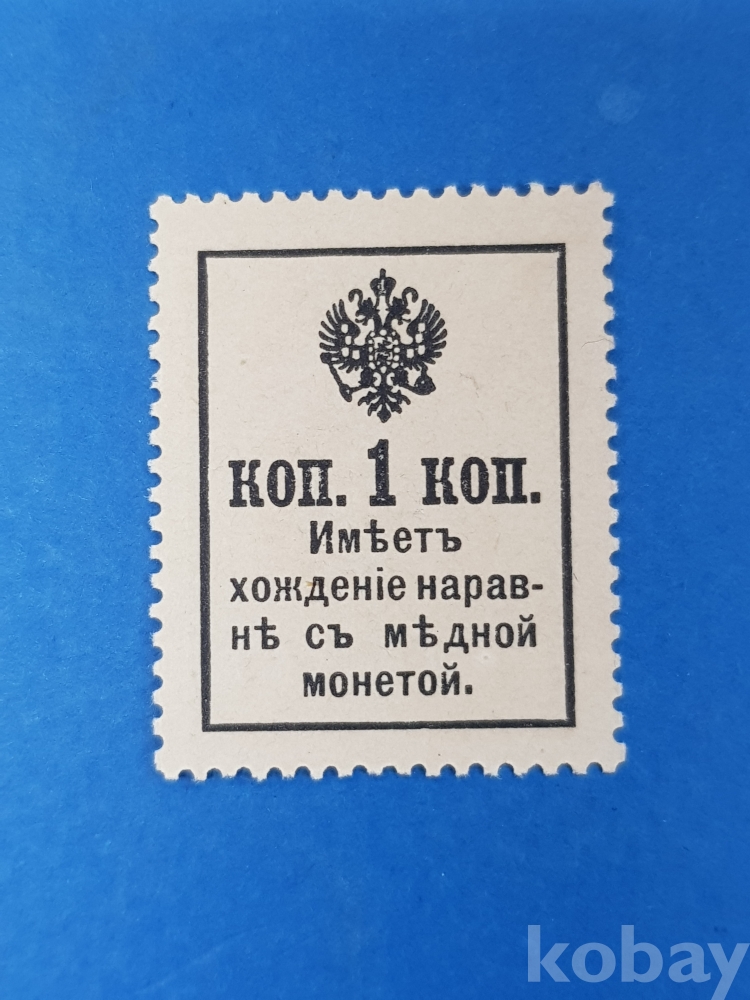 КОП. 1 КОП.
Имѣетъ
хожденіе нарав-
нѣ съ мѣдной
монетой.
kobay